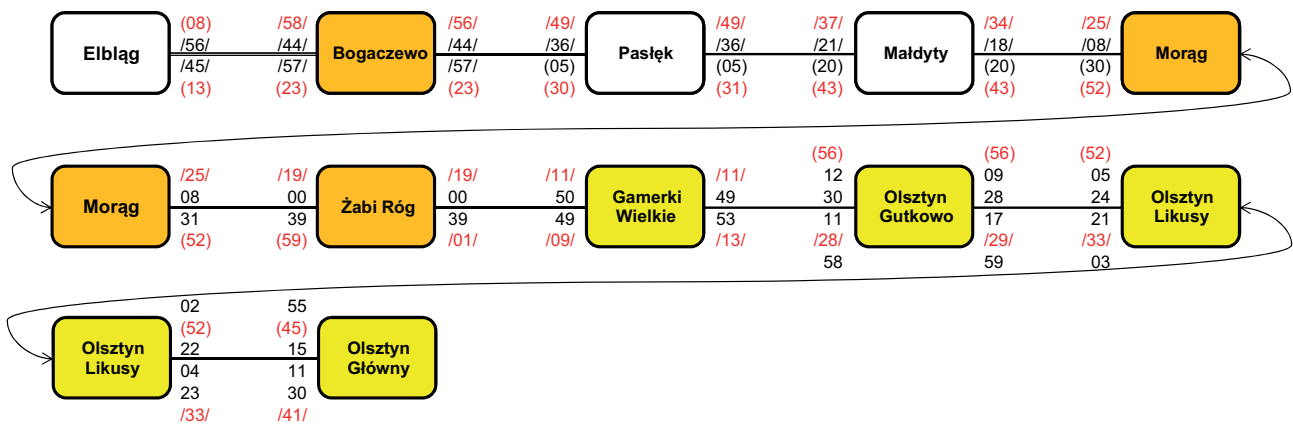 (08) /58/ /56/ /49/ /49/ /37/ /34/ /25/
/56/ /44/ /44/ /36/ /36/ /21/ /18/ /08/
Elbląg Bogaczewo Pasłęk Małdyty Morąg
/45/ /57/ /57/ (05) (05) (20) (20) (30)
(13) (23) (23) (30) (31) (43) (43) (52)
(56) (56) (52)
/25/ /19/ /19/ /11/ /11/ 12 09 05
08 00 00 50 49 30 28 24
Morąg Żabi Róg Gamerki Wielkie Olsztyn Gutkowo Olsztyn Likusy
31 39 39 49 53 11 17 21
(52) (59) /01/ /09/ /13/ /28/ /29/ /33/
58 59 03
02 55
(52) (45)
22 15
Olsztyn Likusy Olsztyn Główny
04 11
23 30
/33/ /41/